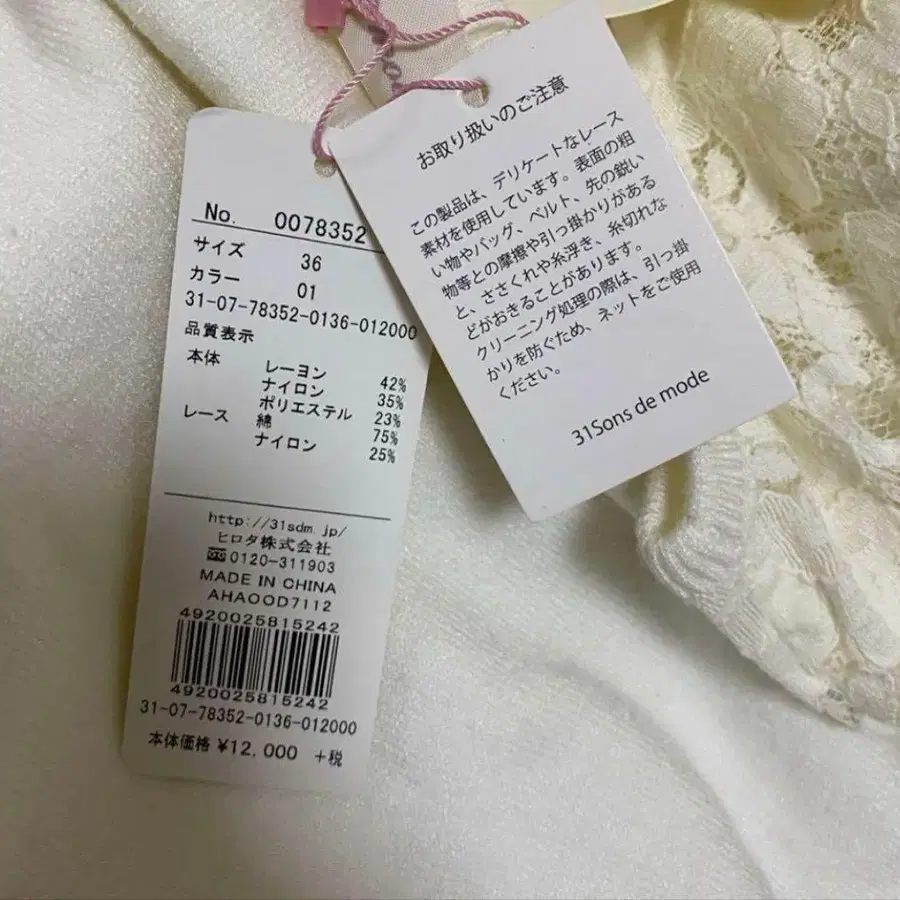 No. 0078352
サイズ 36
カラー 01
31-07-78352-0136-012000
品質表示
本体 レーヨン 42%
ナイロン 35%
ポリエステル 23%
レース 綿 75%
ナイロン 25%
http://31sdm.jp/
ヒロタ株式会社
0120-311903
MADE IN CHINA
AHAOOD7112
4920025815242
4920025815242
31-07-78352-0136-012000
本体価格 ¥12,000 +税
お取り扱いのご注意
この製品は、デリケートなレース
素材を使用しています。表面の粗
い物やバッグ、ベルト、先の鋭い
物等との摩擦や引っ掛かりがある
と、ささくれや糸浮き、糸切れな
どがおきることがあります。
クリーニング処理の際は、引っ掛
かりを防ぐため、ネットをご使用
ください。
31Sons de mode